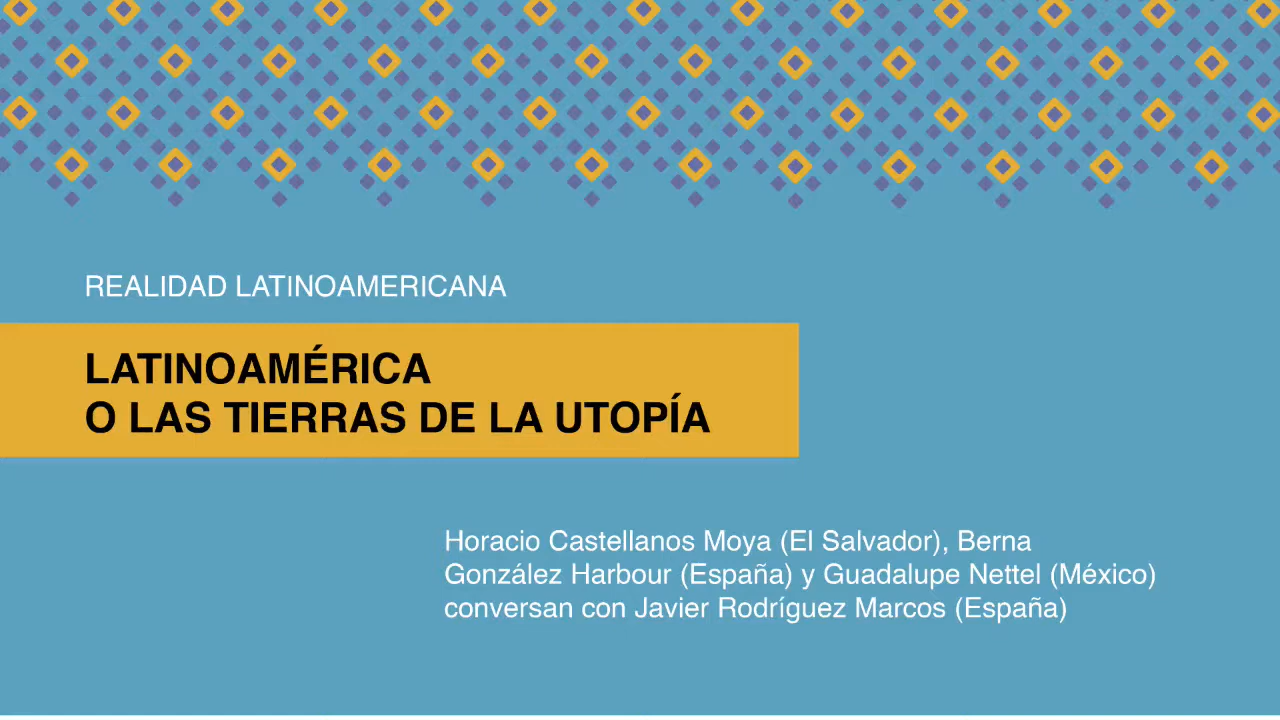 REALIDAD LATINOAMERICANA
LATINOAMÉRICA
O LAS TIERRAS DE LA UTOPÍA
Horacio Castellanos Moya (El Salvador), Berna
González Harbour (España) y Guadalupe Nettel (México)
conversan con Javier Rodríguez Marcos (España)